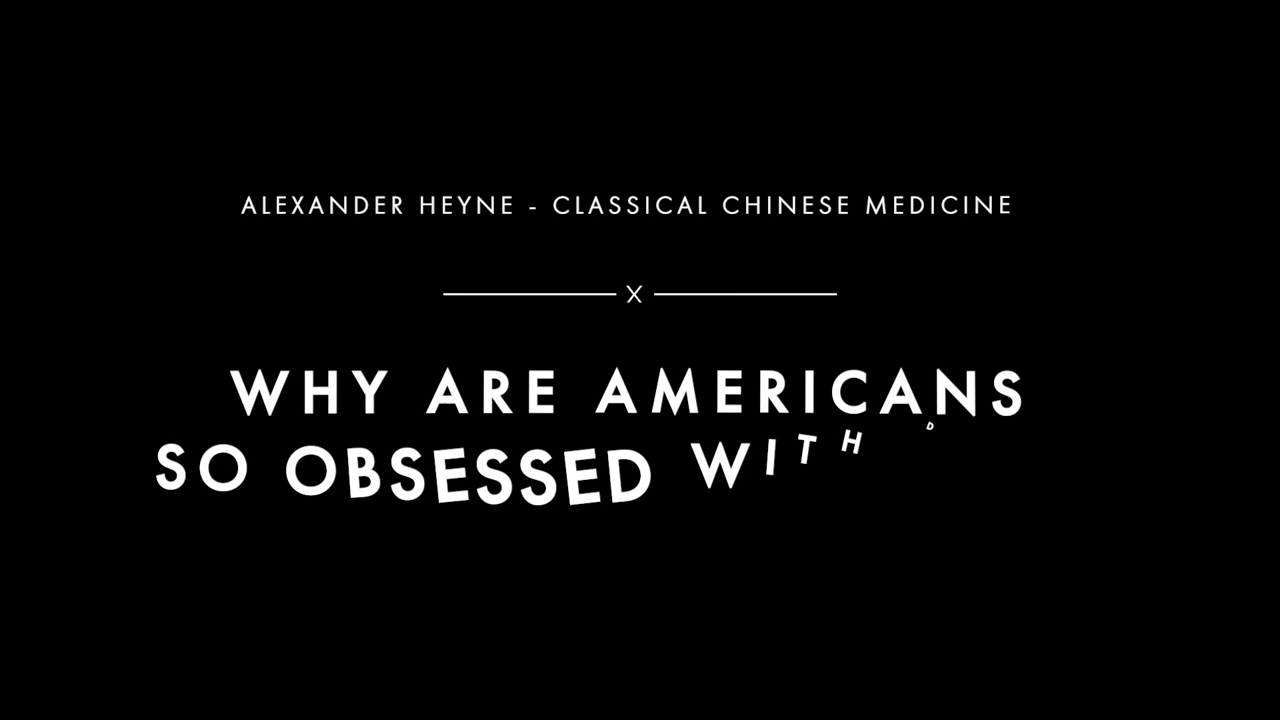 ALEXANDER HEYNE - CLASSICAL CHINESE MEDICINE
X
WHY ARE AMERICANS
SO OBSESSED WITH D